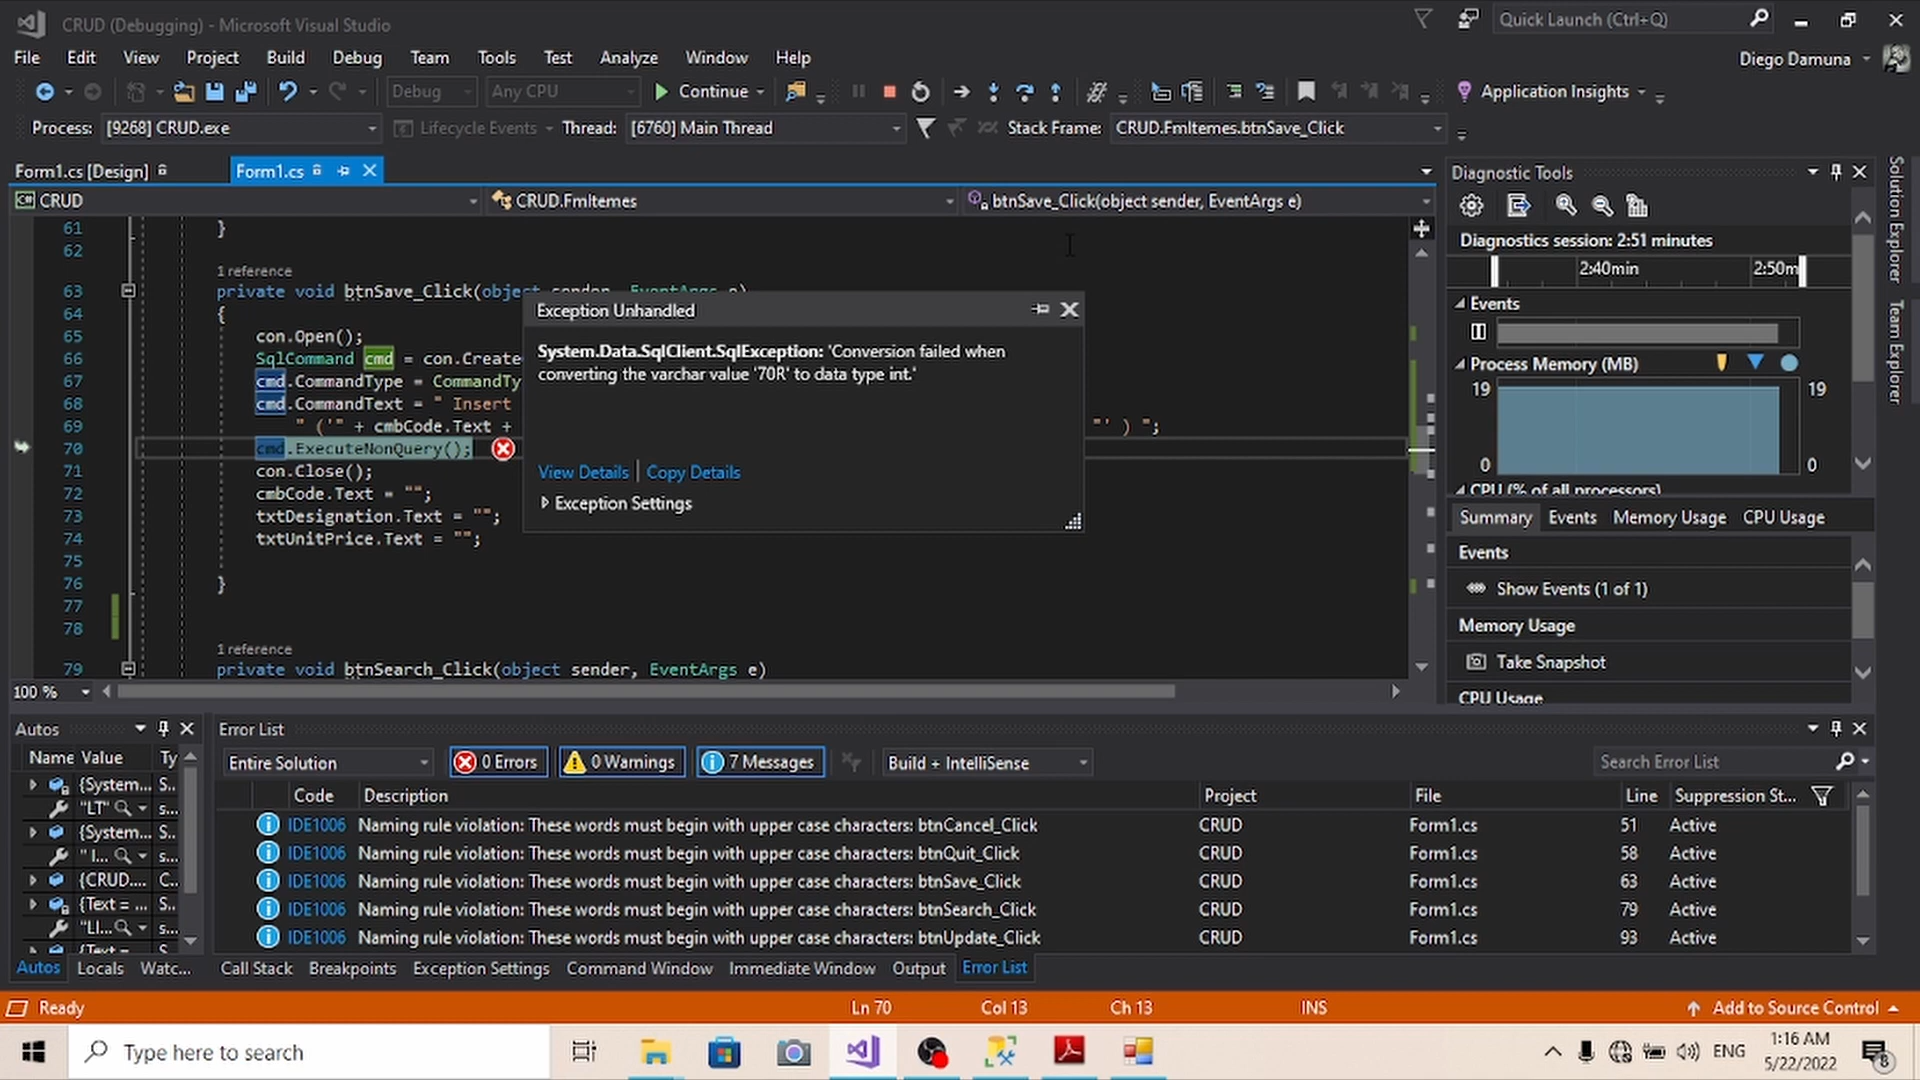 CRUD (Debugging) - Microsoft Visual Studio
Quick Launch (Ctrl+Q)
File Edit View Project Build Debug Team Tools Test Analyze Window Help
Diego Damuna
Debug Any CPU Continue Application Insights
Process: [9268] CRUD.exe Lifecycle Events Thread: [6760] Main Thread Stack Frame: CRUD.FmItemes.btnSave_Click
Form1.cs [Design] Form1.cs
CRUD CRUD.FmItemes btnSave_Click(object sender, EventArgs e)
61 }
62
1 reference
63 private void btnSave_Click(object sender, EventArgs e)
64 {
65 con.Open();
66 SqlCommand cmd = con.Create
67 cmd.CommandType = CommandTy
68 cmd.CommandText = " Insert
69 " ('" + cmbCode.Text + "' ) ";
70 cmd.ExecuteNonQuery();
71 con.Close();
72 cmbCode.Text = "";
73 txtDesignation.Text = "";
74 txtUnitPrice.Text = "";
75
76 }
77
78
1 reference
79 private void btnSearch_Click(object sender, EventArgs e)
100 %
Exception Unhandled
System.Data.SqlClient.SqlException: 'Conversion failed when
converting the varchar value '70R' to data type int.'
View Details | Copy Details
Exception Settings
Diagnostic Tools
Diagnostics session: 2:51 minutes
2:40min 2:50m
Events
Process Memory (MB)
19 19
0 0
CPU (% of all processors)
Summary Events Memory Usage CPU Usage
Events
Show Events (1 of 1)
Memory Usage
Take Snapshot
CPU Usage
Solution Explorer
Team Explorer
Autos
Name Value Ty
{System... S..
"LT" s...
{System... S..
" I... s...
{CRUD.... C..
{Text = ... S..
"LI... s...
{Text = S
Autos Locals Watc...
Error List
Entire Solution 0 Errors 0 Warnings 7 Messages Build + IntelliSense Search Error List
Code Description Project File Line Suppression St...
IDE1006 Naming rule violation: These words must begin with upper case characters: btnCancel_Click CRUD Form1.cs 51 Active
IDE1006 Naming rule violation: These words must begin with upper case characters: btnQuit_Click CRUD Form1.cs 58 Active
IDE1006 Naming rule violation: These words must begin with upper case characters: btnSave_Click CRUD Form1.cs 63 Active
IDE1006 Naming rule violation: These words must begin with upper case characters: btnSearch_Click CRUD Form1.cs 79 Active
IDE1006 Naming rule violation: These words must begin with upper case characters: btnUpdate_Click CRUD Form1.cs 93 Active
Call Stack Breakpoints Exception Settings Command Window Immediate Window Output Error List
Ready Ln 70 Col 13 Ch 13 INS Add to Source Control
Type here to search
ENG
1:16 AM
5/22/2022
8